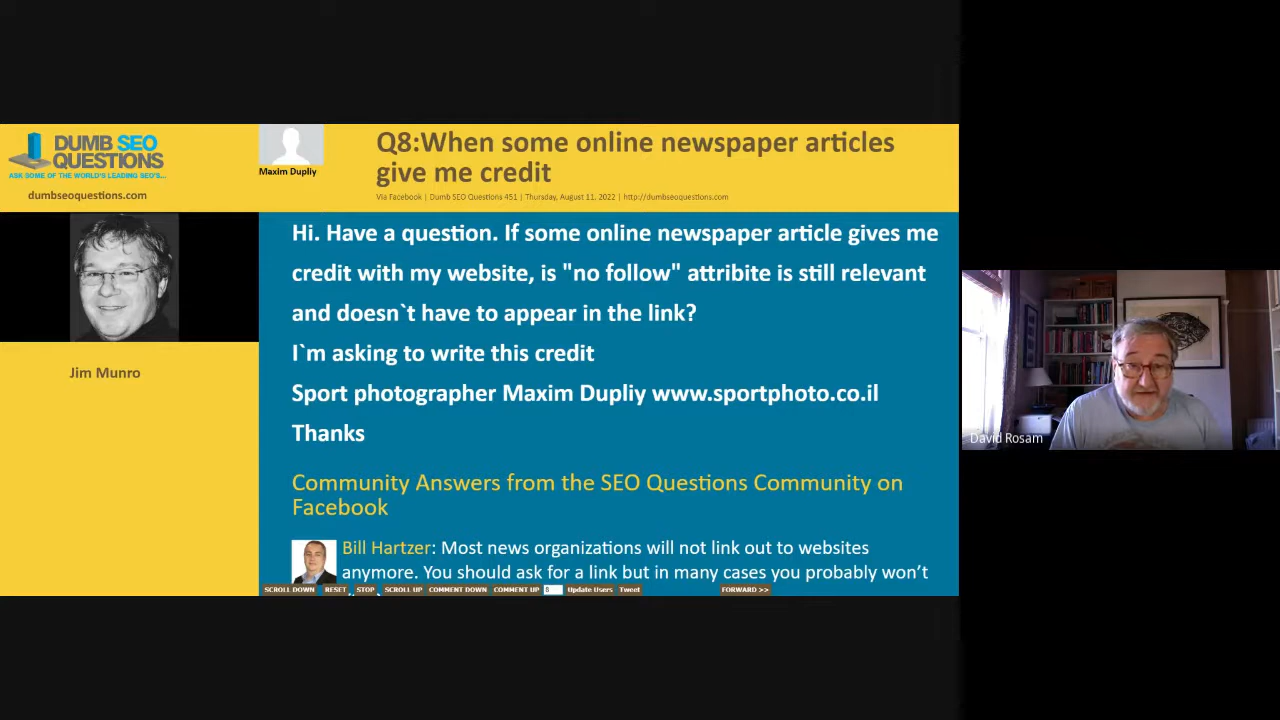 DUMB SEO
QUESTIONS
ASK SOME OF THE WORLD'S LEADING SEO'S...
dumbseoquestions.com
Maxim Dupliy
Q8:When some online newspaper articles
give me credit
Via Facebook | Dumb SEO Questions 451 | Thursday, August 11, 2022 | http://dumbseoquestions.com
Jim Munro
Hi. Have a question. If some online newspaper article gives me
credit with my website, is "no follow" attribite is still relevant
and doesn`t have to appear in the link?
I`m asking to write this credit
Sport photographer Maxim Dupliy www.sportphoto.co.il
Thanks
Community Answers from the SEO Questions Community on
Facebook
Bill Hartzer: Most news organizations will not link out to websites
anymore. You should ask for a link but in many cases you probably won’t
SCROLL DOWN RESET STOP SCROLL UP COMMENT DOWN COMMENT UP 8 Update Users Tweet FORWARD >>
David Rosam